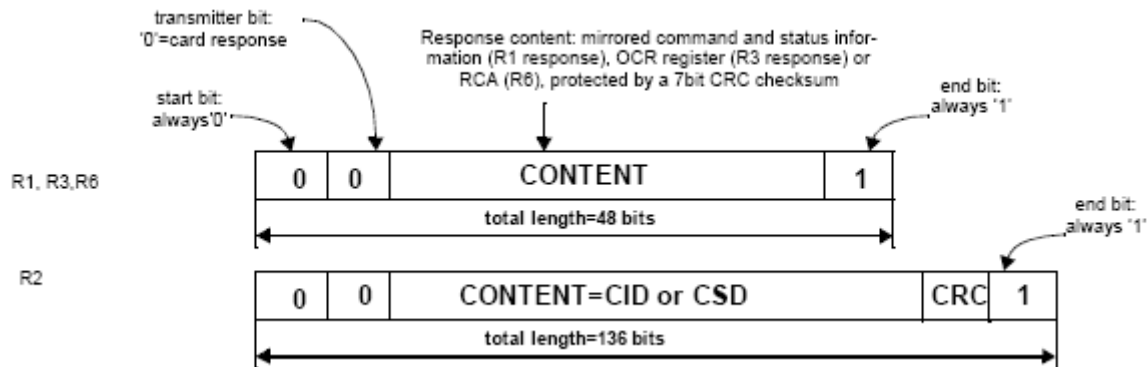 transmitter bit:
'0'=card response
Response content: mirrored command and status infor-
mation (R1 response), OCR register (R3 response) or
RCA (R6), protected by a 7bit CRC checksum
start bit:
always'0'
end bit:
always '1'
R1, R3,R6
0 0 CONTENT 1
total length=48 bits
end bit:
always '1'
R2
0 0 CONTENT=CID or CSD CRC 1
total length=136 bits